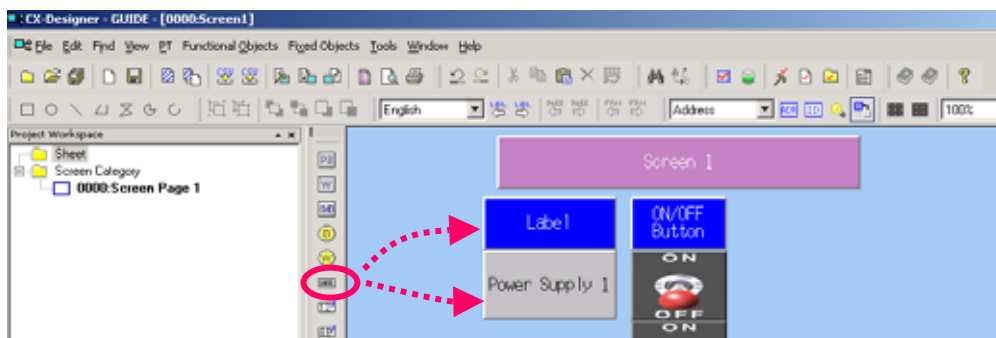 CX-Designer - GUIDE - [0000:Screen1]
File Edit Find View PT Functional Objects Fixed Objects Tools Window Help
English Address 100%
Project Workspace
Sheet
Screen Category
0000:Screen Page 1
Screen 1
Label
ON/OFF
Button
Power Supply 1
ON
OFF
ON